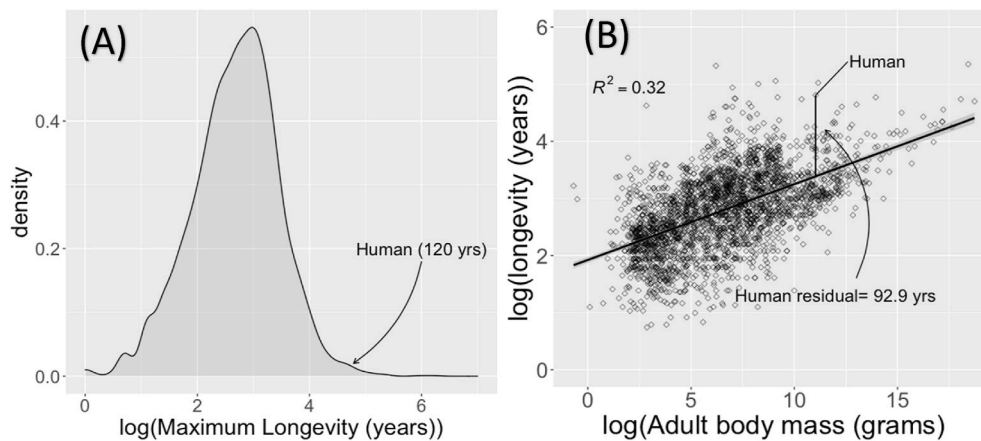 (A)
density
0.4
0.2
0.0
Human (120 yrs)
0
2
4
6
log(Maximum Longevity (years))
(B)
log(longevity (years))
6
4
2
0
R² = 0.32
Human
Human residual= 92.9 yrs
0
5
10
15
log(Adult body mass (grams)